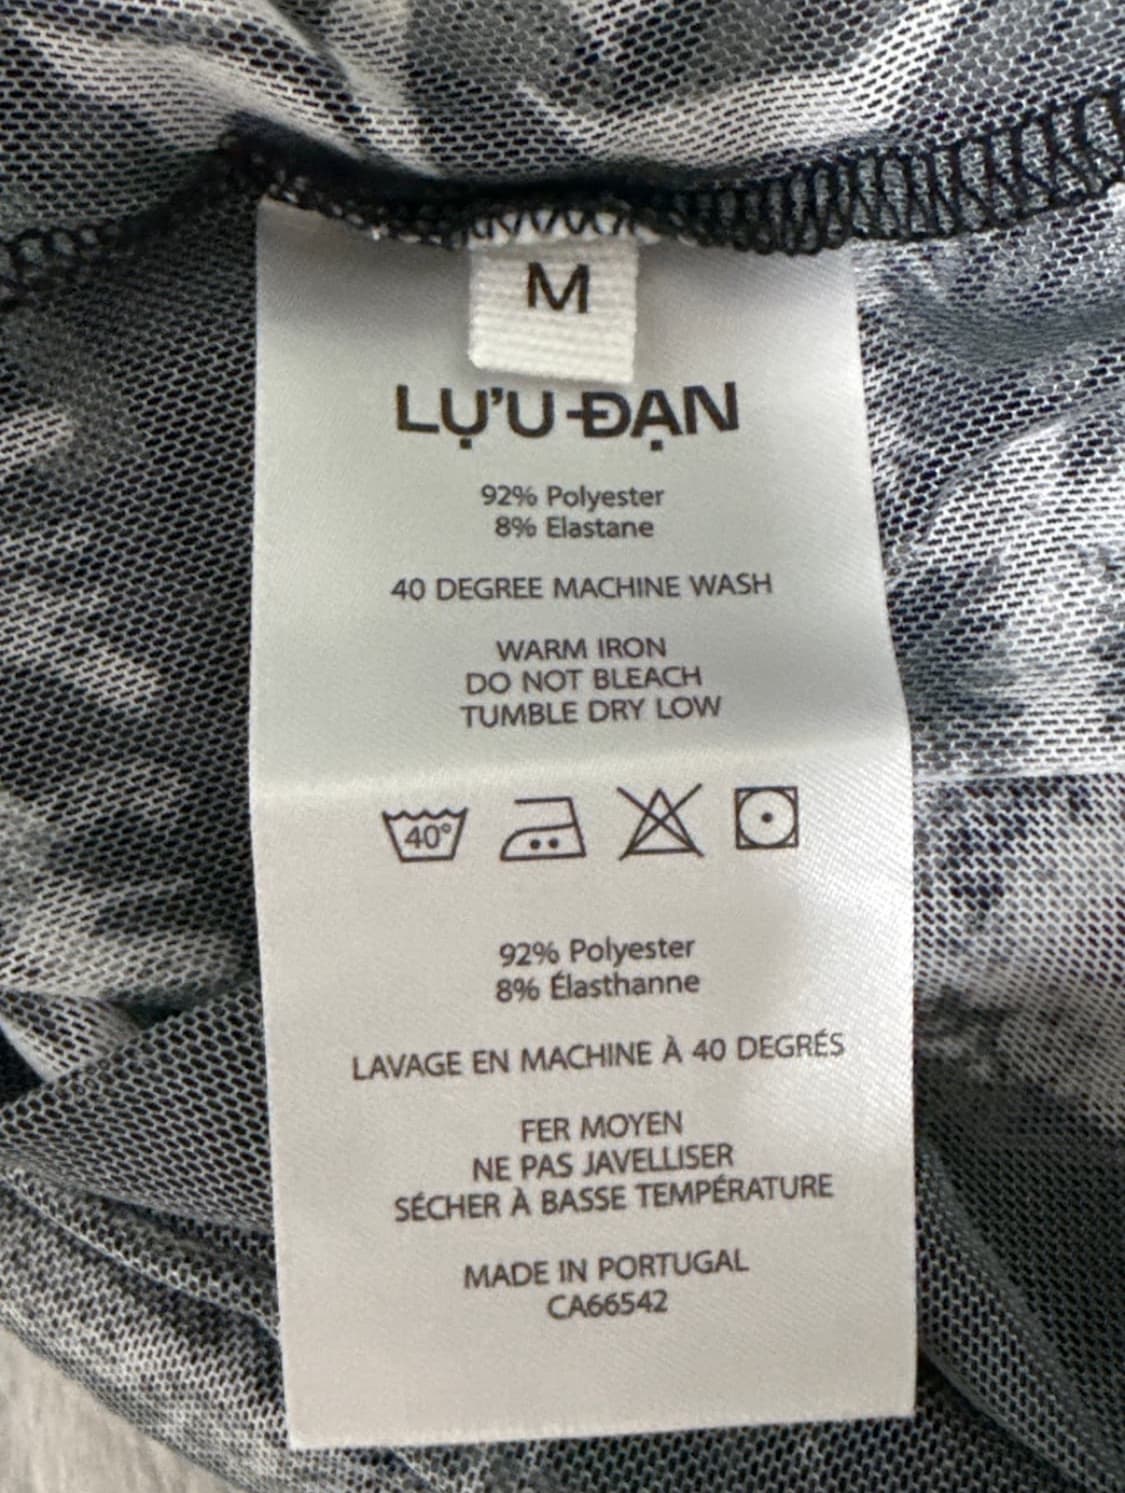 M
LỰU ĐẠN
92% Polyester
8% Elastane
40 DEGREE MACHINE WASH
WARM IRON
DO NOT BLEACH
TUMBLE DRY LOW
40°
92% Polyester
8% Élasthanne
LAVAGE EN MACHINE À 40 DEGRÉS
FER MOYEN
NE PAS JAVELLISER
SÉCHER À BASSE TEMPÉRATURE
MADE IN PORTUGAL
CA66542